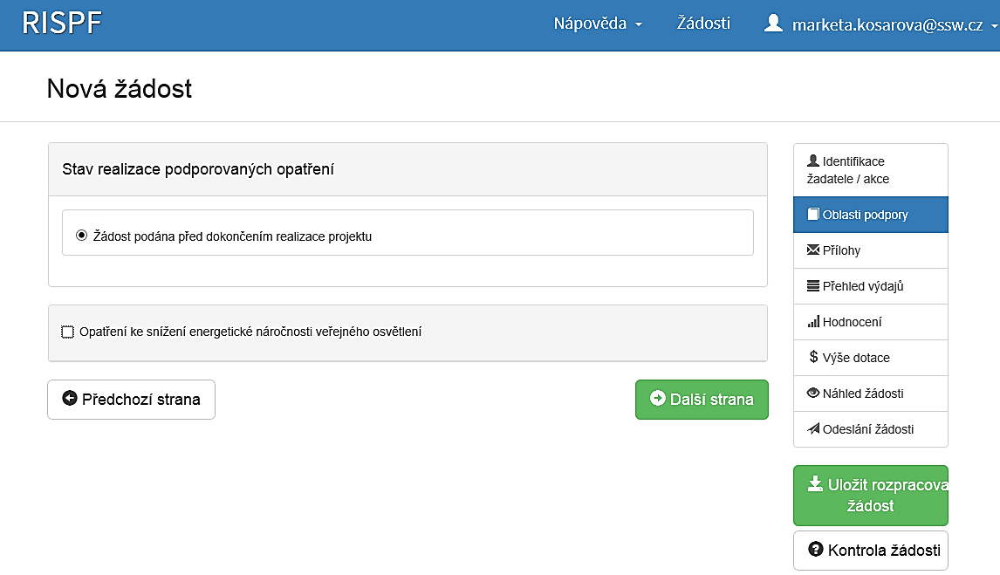 RISPF
Nápověda
Žádosti
marketa.kosarova@ssw.cz
Nová žádost
Stav realizace podporovaných opatření
Žádost podána před dokončením realizace projektu
Opatření ke snížení energetické náročnosti veřejného osvětlení
Předchozí strana
Další strana
Identifikace
žadatele / akce
Oblasti podpory
Přílohy
Přehled výdajů
Hodnocení
$ Výše dotace
Náhled žádosti
Odeslání žádosti
Uložit rozpracova
žádost
Kontrola žádosti